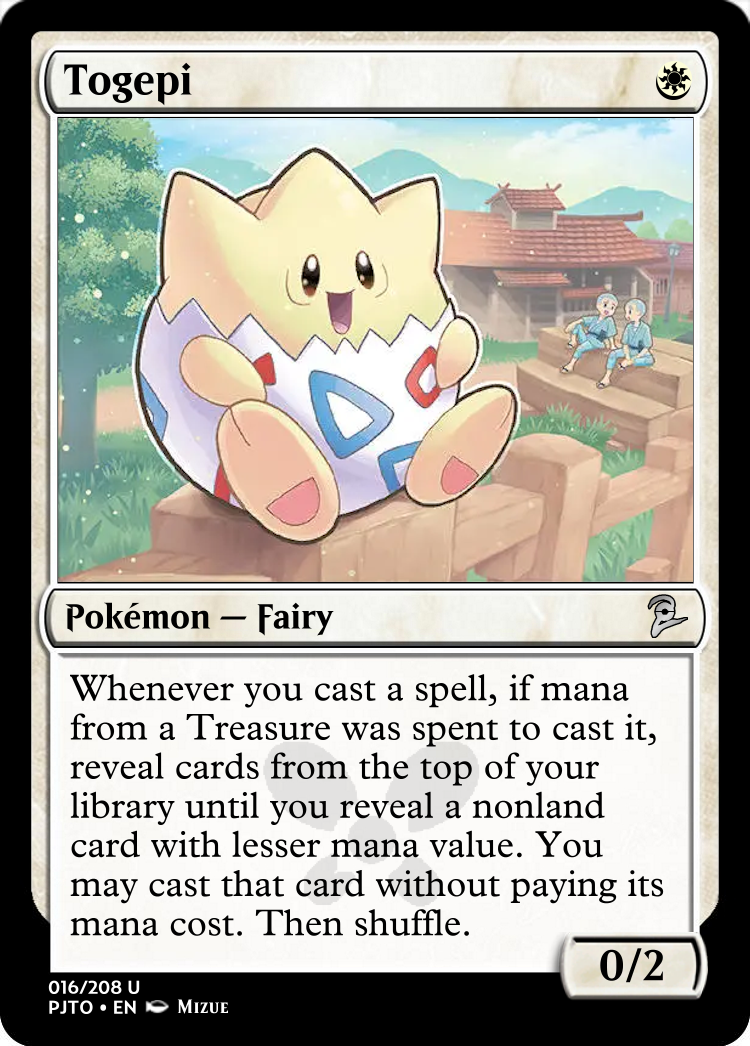 Togepi
Pokémon — Fairy
Whenever you cast a spell, if mana
from a Treasure was spent to cast it,
reveal cards from the top of your
library until you reveal a nonland
card with lesser mana value. You
may cast that card without paying its
mana cost. Then shuffle.
0/2
016/208 U
PJTO • EN Mizue